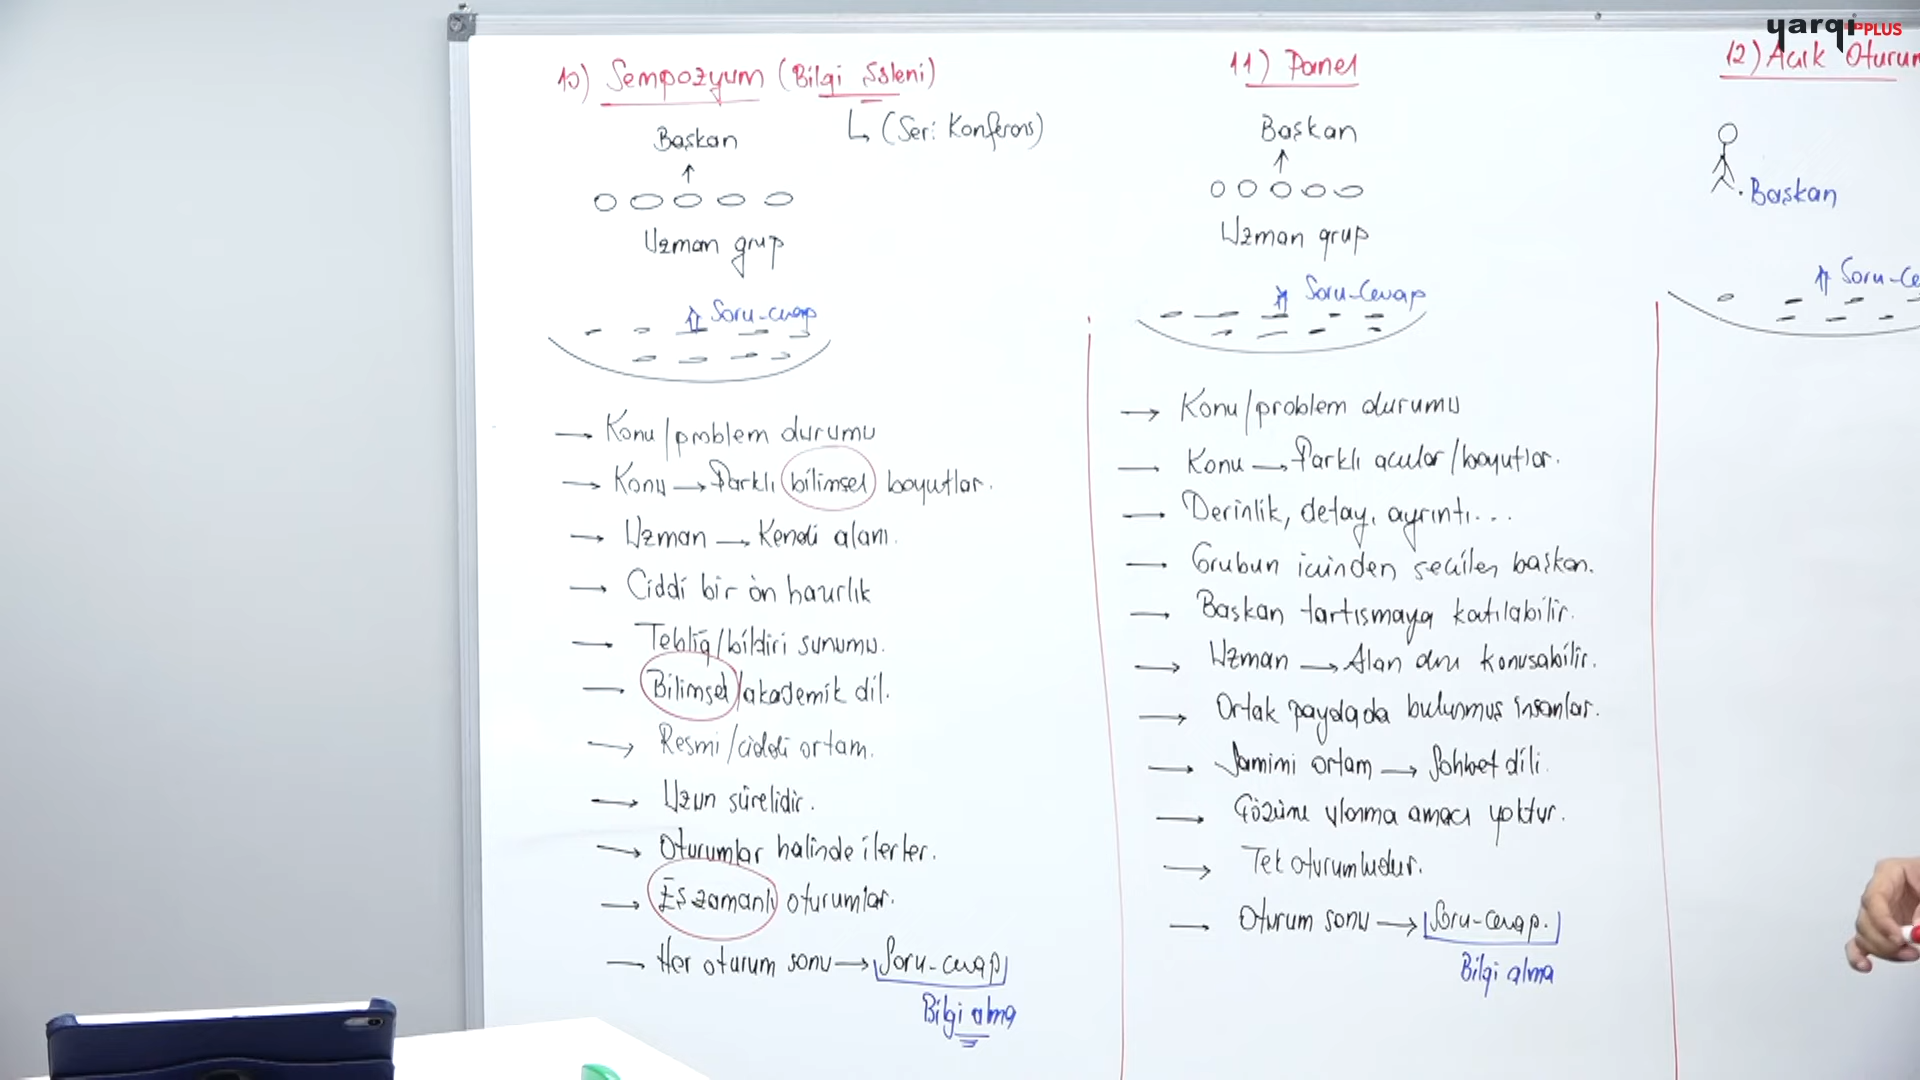 yarqı PLUS
10) Sempozyum (Bilgi Şöleni)
↳ (Seri Konferans)
Başkan
↑
Uzman grup
⇈ Soru-cevap
→ Konu/problem durumu
→ Konu → Farklı bilimsel boyutlar.
→ Uzman → Kendi alanı.
→ Ciddi bir ön hazırlık
→ Tebliğ/bildiri sunumu.
→ Bilimsel/akademik dil.
→ Resmi/ciddi ortam.
→ Uzun sürelidir.
→ Oturumlar halinde ilerler.
→ Eş zamanlı oturumlar.
→ Her oturum sonu → Soru-cevap
Bilgi alma
11) Panel
Başkan
↑
Uzman grup
Soru-Cevap
→ Konu/problem durumu
→ Konu → Farklı açılar/boyutlar.
→ Derinlik, detay, ayrıntı...
→ Grubun içinden seçilen başkan.
→ Başkan tartışmaya katılabilir.
→ Uzman → Alan dışı konuşabilir.
→ Ortak paydada bulunmuş insanlar.
→ Samimi ortam → Sohbet dili.
→ Çözüme ulaşma amacı yoktur.
→ Tek oturumludur.
→ Oturum sonu → Soru-cevap.
Bilgi alma
12) Açık Oturum
Başkan
Soru-Ce